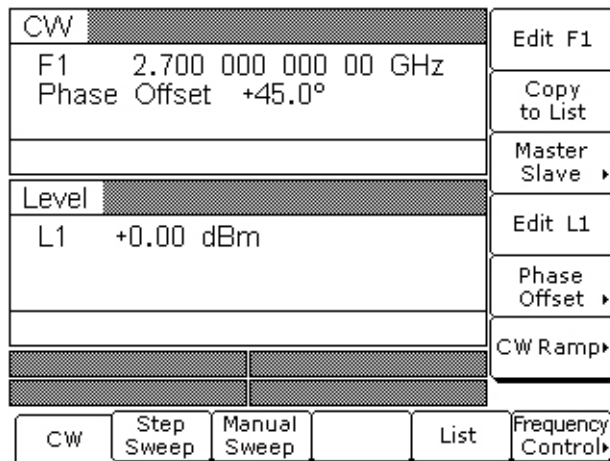 CW
F1 2.700 000 000 00 GHz
Phase Offset +45.0°
Level
L1 +0.00 dBm
Edit F1
Copy
to List
Master
Slave
Edit L1
Phase
Offset
CW Ramp
CW
Step
Sweep
Manual
Sweep
List
Frequency
Control